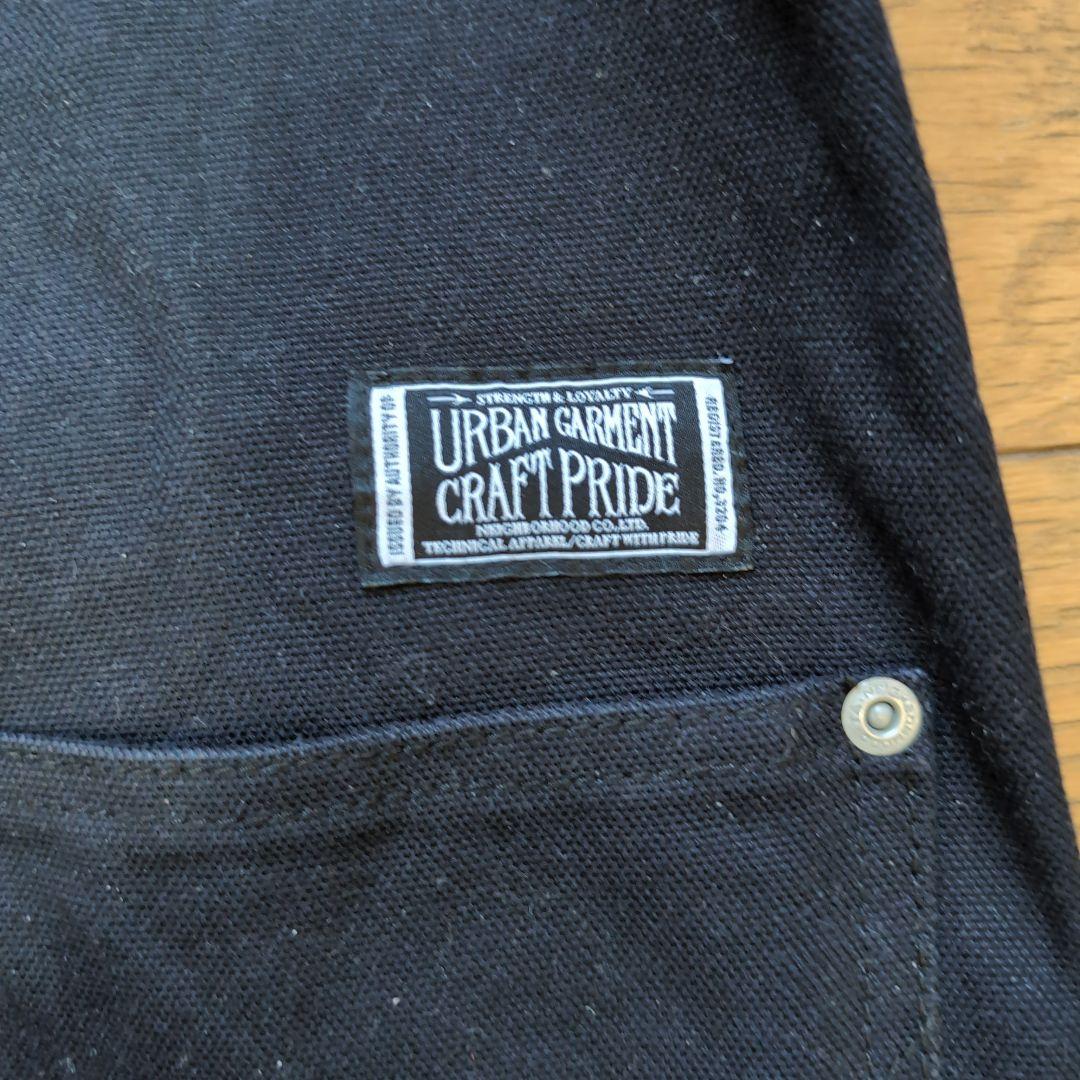 STRENGTH & LOYALTY
URBAN GARMENT
CRAFT PRIDE
NEIGHBORHOOD CO.,LTD.
TECHNICAL APPAREL/CRAFT WITH PRIDE
ISSUED BY AUTHORITY OF
REGISTERED. NO,3204